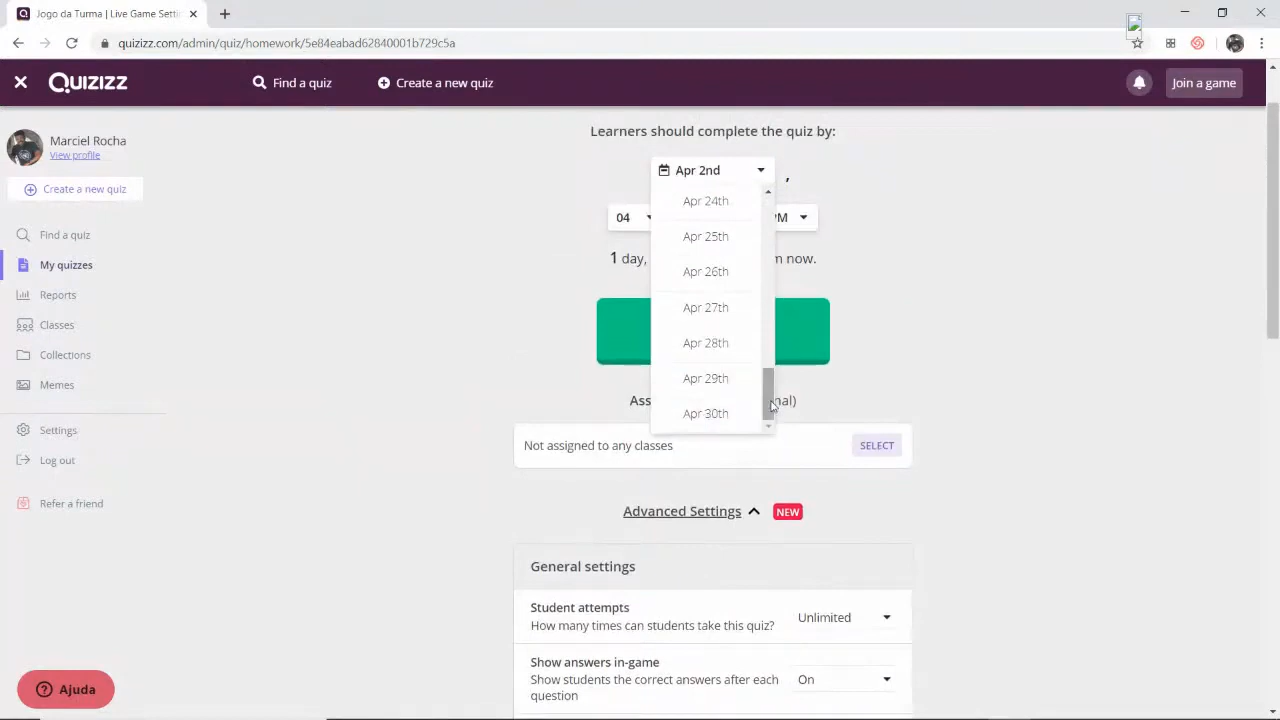 Jogo da Turma | Live Game Setti
quizizz.com/admin/quiz/homework/5e84eabad62840001b729c5a
Quizizz
Find a quiz
Create a new quiz
Join a game
Marciel Rocha
View profile
Create a new quiz
Find a quiz
My quizzes
Reports
Classes
Collections
Memes
Settings
Log out
Refer a friend
Ajuda
Learners should complete the quiz by:
Apr 2nd
,
04
PM
1 day,
m now.
Apr 24th
Apr 25th
Apr 26th
Apr 27th
Apr 28th
Apr 29th
Apr 30th
Ass
nal)
Not assigned to any classes
SELECT
Advanced Settings
NEW
General settings
Student attempts
How many times can students take this quiz?
Unlimited
Show answers in-game
Show students the correct answers after each
question
On